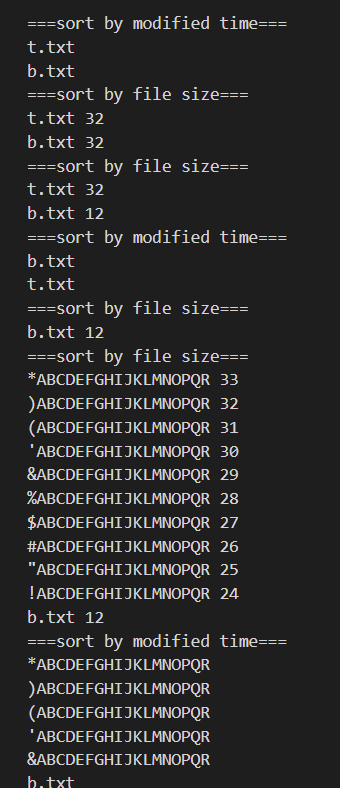 ===sort by modified time===
t.txt
b.txt
===sort by file size===
t.txt 32
b.txt 32
===sort by file size===
t.txt 32
b.txt 12
===sort by modified time===
b.txt
t.txt
===sort by file size===
b.txt 12
===sort by file size===
*ABCDEFGHIJKLMNOPQR 33
)ABCDEFGHIJKLMNOPQR 32
(ABCDEFGHIJKLMNOPQR 31
'ABCDEFGHIJKLMNOPQR 30
&ABCDEFGHIJKLMNOPQR 29
%ABCDEFGHIJKLMNOPQR 28
$ABCDEFGHIJKLMNOPQR 27
#ABCDEFGHIJKLMNOPQR 26
"ABCDEFGHIJKLMNOPQR 25
!ABCDEFGHIJKLMNOPQR 24
b.txt 12
===sort by modified time===
*ABCDEFGHIJKLMNOPQR
)ABCDEFGHIJKLMNOPQR
(ABCDEFGHIJKLMNOPQR
'ABCDEFGHIJKLMNOPQR
&ABCDEFGHIJKLMNOPQR
b.txt